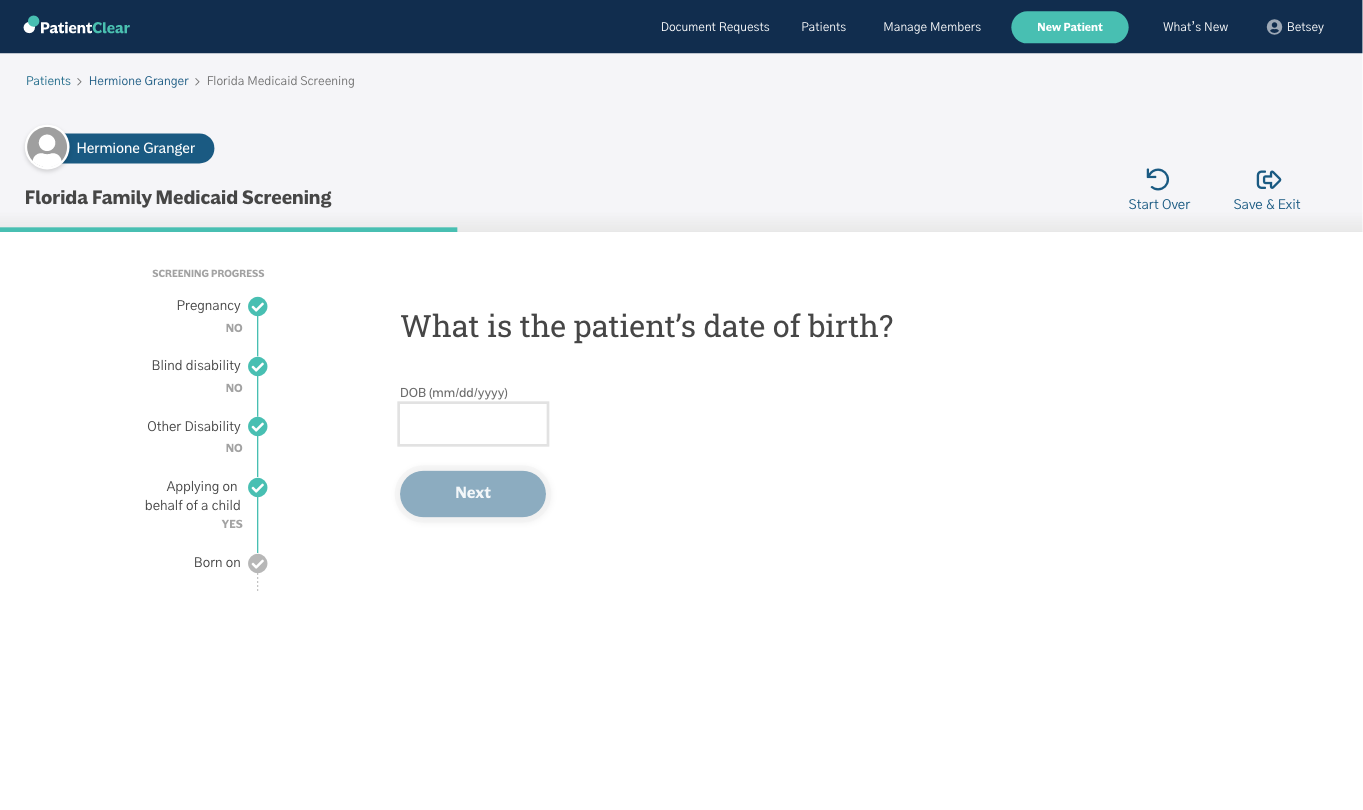 PatientClear
Document Requests
Patients
Manage Members
New Patient
What's New
Betsey
Patients > Hermione Granger > Florida Medicaid Screening
Hermione Granger
Florida Family Medicaid Screening
Start Over
Save & Exit
SCREENING PROGRESS
Pregnancy
NO
Blind disability
NO
Other Disability
NO
Applying on
behalf of a child
YES
Born on
What is the patient's date of birth?
DOB (mm/dd/yyyy)
Next